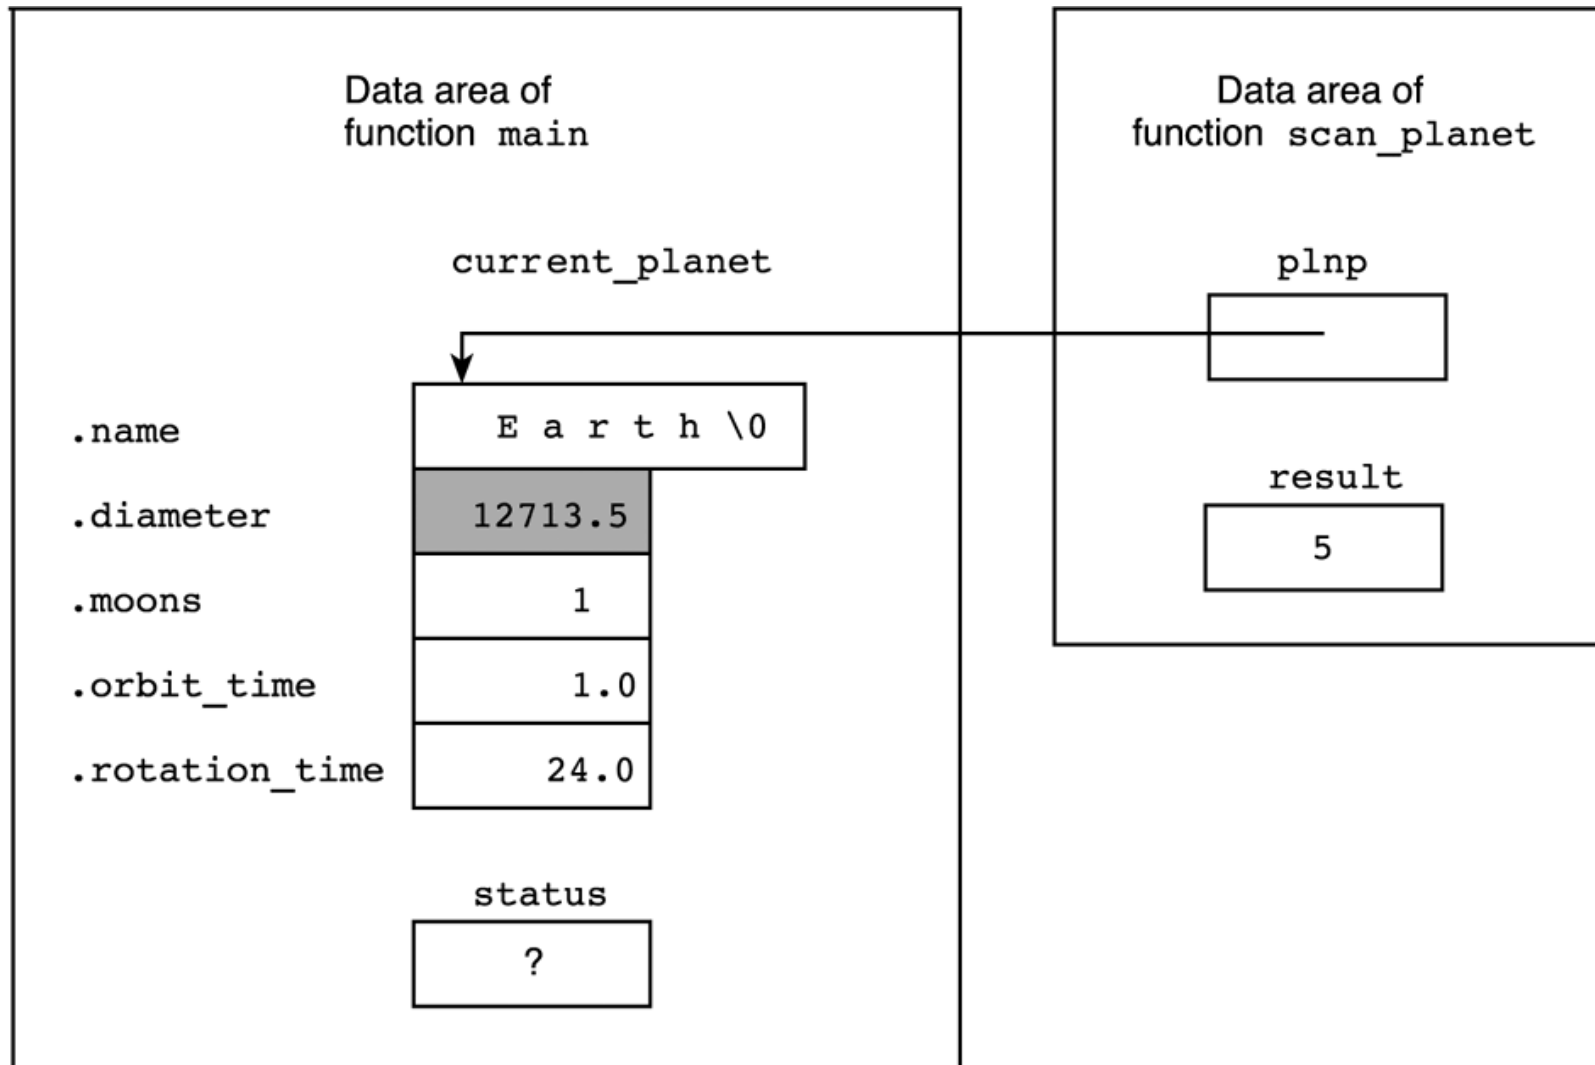 Data area of
function main
Data area of
function scan_planet
current_planet
plnp
.name
E a r t h \0
result
.diameter
12713.5
5
.moons
1
.orbit_time
1.0
.rotation_time
24.0
status
?